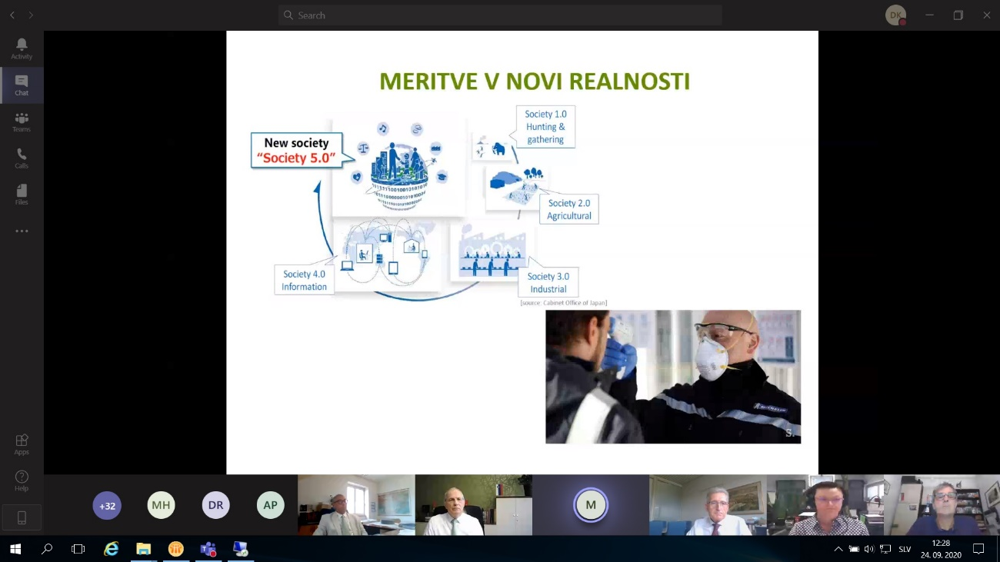 Search
DK
Activity
Chat
Teams
Calls
Files
Apps
Help
MERITVE V NOVI REALNOSTI
New society
“Society 5.0”
Society 1.0
Hunting &
gathering
Society 2.0
Agricultural
Society 4.0
Information
Society 3.0
Industrial
[source: Cabinet Office of Japan]
MICHELIN
S.
+32
MH
DR
AP
M
SLV
12:28
24. 09. 2020